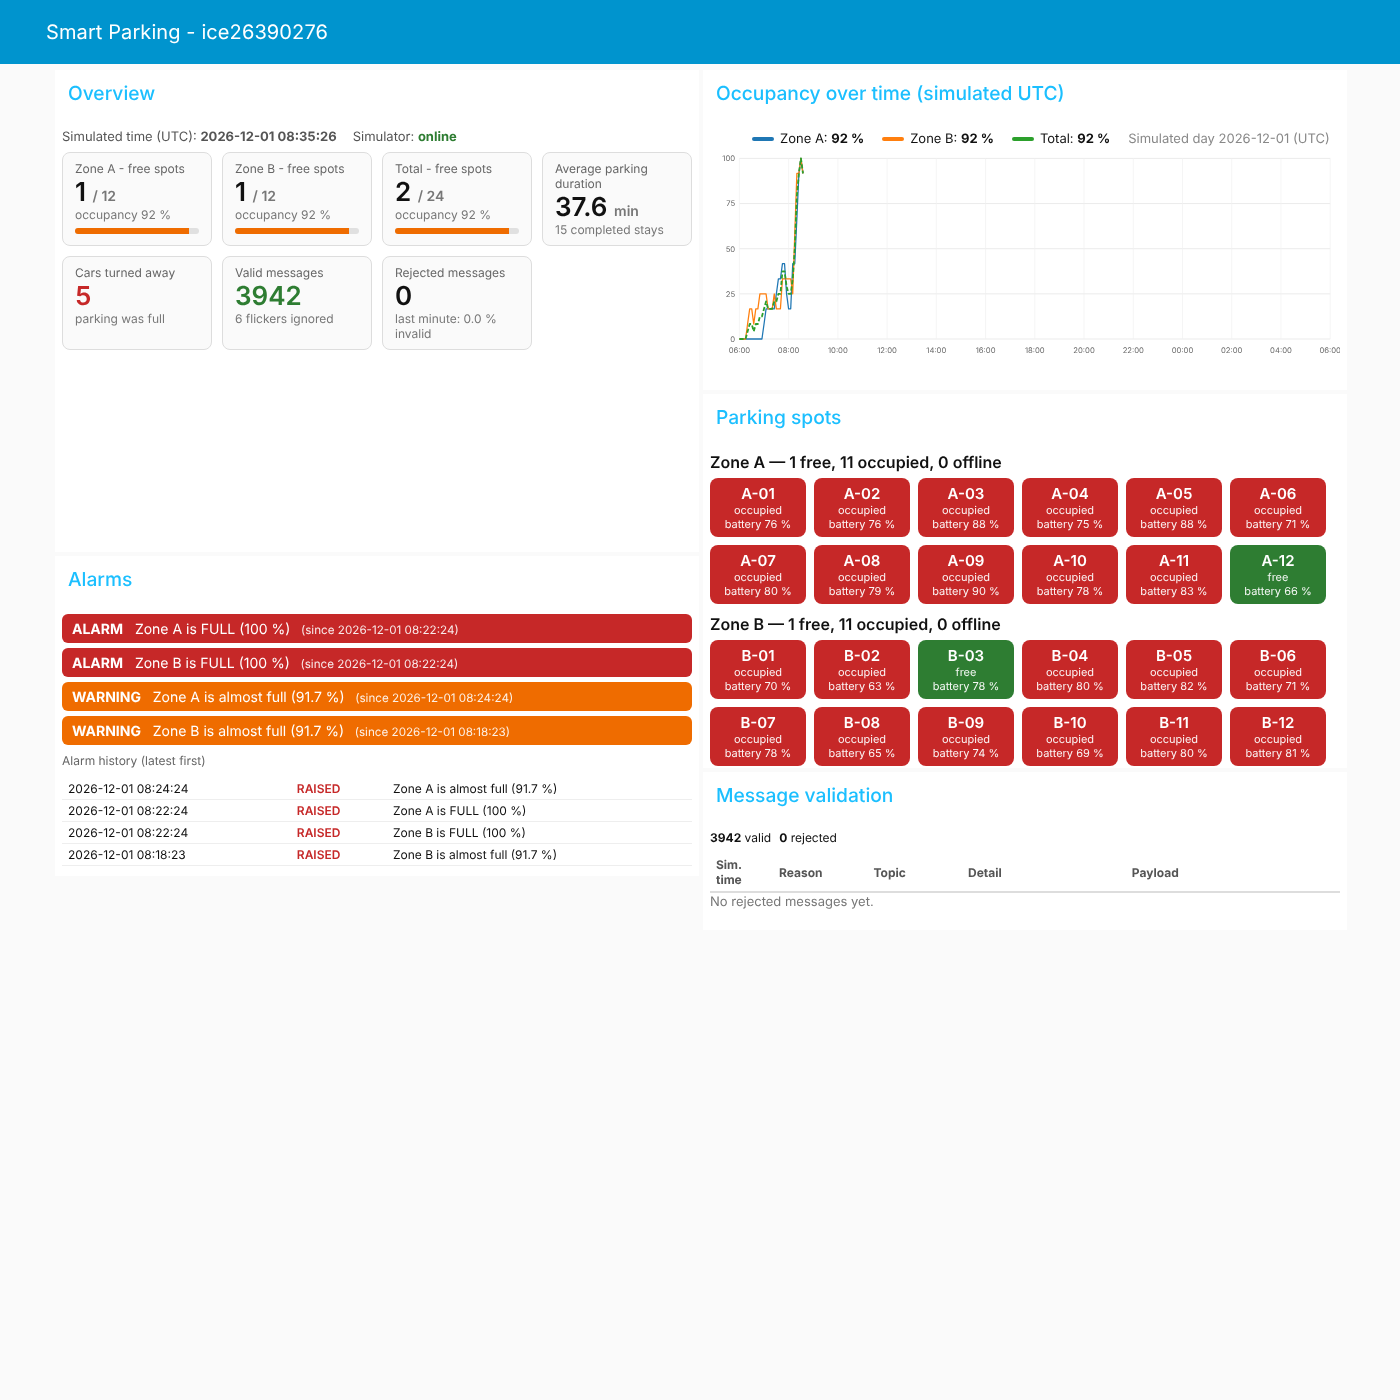 Smart Parking - ice26390276
Overview
Simulated time (UTC): 2026-12-01 08:35:26 Simulator: online
Zone A - free spots
1 / 12
occupancy 92 %
Zone B - free spots
1 / 12
occupancy 92 %
Total - free spots
2 / 24
occupancy 92 %
Average parking
duration
37.6 min
15 completed stays
Cars turned away
5
parking was full
Valid messages
3942
6 flickers ignored
Rejected messages
0
last minute: 0.0 %
invalid
Alarms
ALARM Zone A is FULL (100 %) (since 2026-12-01 08:22:24)
ALARM Zone B is FULL (100 %) (since 2026-12-01 08:22:24)
WARNING Zone A is almost full (91.7 %) (since 2026-12-01 08:24:24)
WARNING Zone B is almost full (91.7 %) (since 2026-12-01 08:18:23)
Alarm history (latest first)
2026-12-01 08:24:24 RAISED Zone A is almost full (91.7 %)
2026-12-01 08:22:24 RAISED Zone A is FULL (100 %)
2026-12-01 08:22:24 RAISED Zone B is FULL (100 %)
2026-12-01 08:18:23 RAISED Zone B is almost full (91.7 %)
Occupancy over time (simulated UTC)
Zone A: 92 % Zone B: 92 % Total: 92 % Simulated day 2026-12-01 (UTC)
100
75
50
25
0
06:00 08:00 10:00 12:00 14:00 16:00 18:00 20:00 22:00 00:00 02:00 04:00 06:00
Parking spots
Zone A — 1 free, 11 occupied, 0 offline
A-01 A-02 A-03 A-04 A-05 A-06
occupied occupied occupied occupied occupied occupied
battery 76 % battery 76 % battery 88 % battery 75 % battery 88 % battery 71 %
A-07 A-08 A-09 A-10 A-11 A-12
occupied occupied occupied occupied occupied free
battery 80 % battery 79 % battery 90 % battery 78 % battery 83 % battery 66 %
Zone B — 1 free, 11 occupied, 0 offline
B-01 B-02 B-03 B-04 B-05 B-06
occupied occupied free occupied occupied occupied
battery 70 % battery 63 % battery 78 % battery 80 % battery 82 % battery 71 %
B-07 B-08 B-09 B-10 B-11 B-12
occupied occupied occupied occupied occupied occupied
battery 78 % battery 65 % battery 74 % battery 69 % battery 80 % battery 81 %
Message validation
3942 valid 0 rejected
Sim.
time Reason Topic Detail Payload
No rejected messages yet.